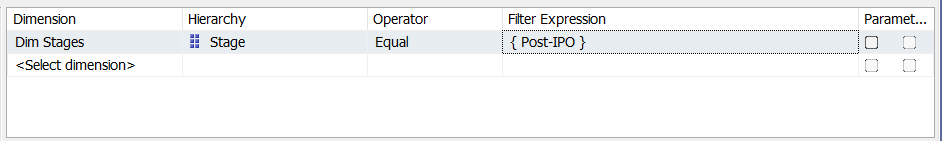 Dimension Hierarchy Operator Filter Expression Paramet...
Dim Stages Stage Equal { Post-IPO }
<Select dimension>